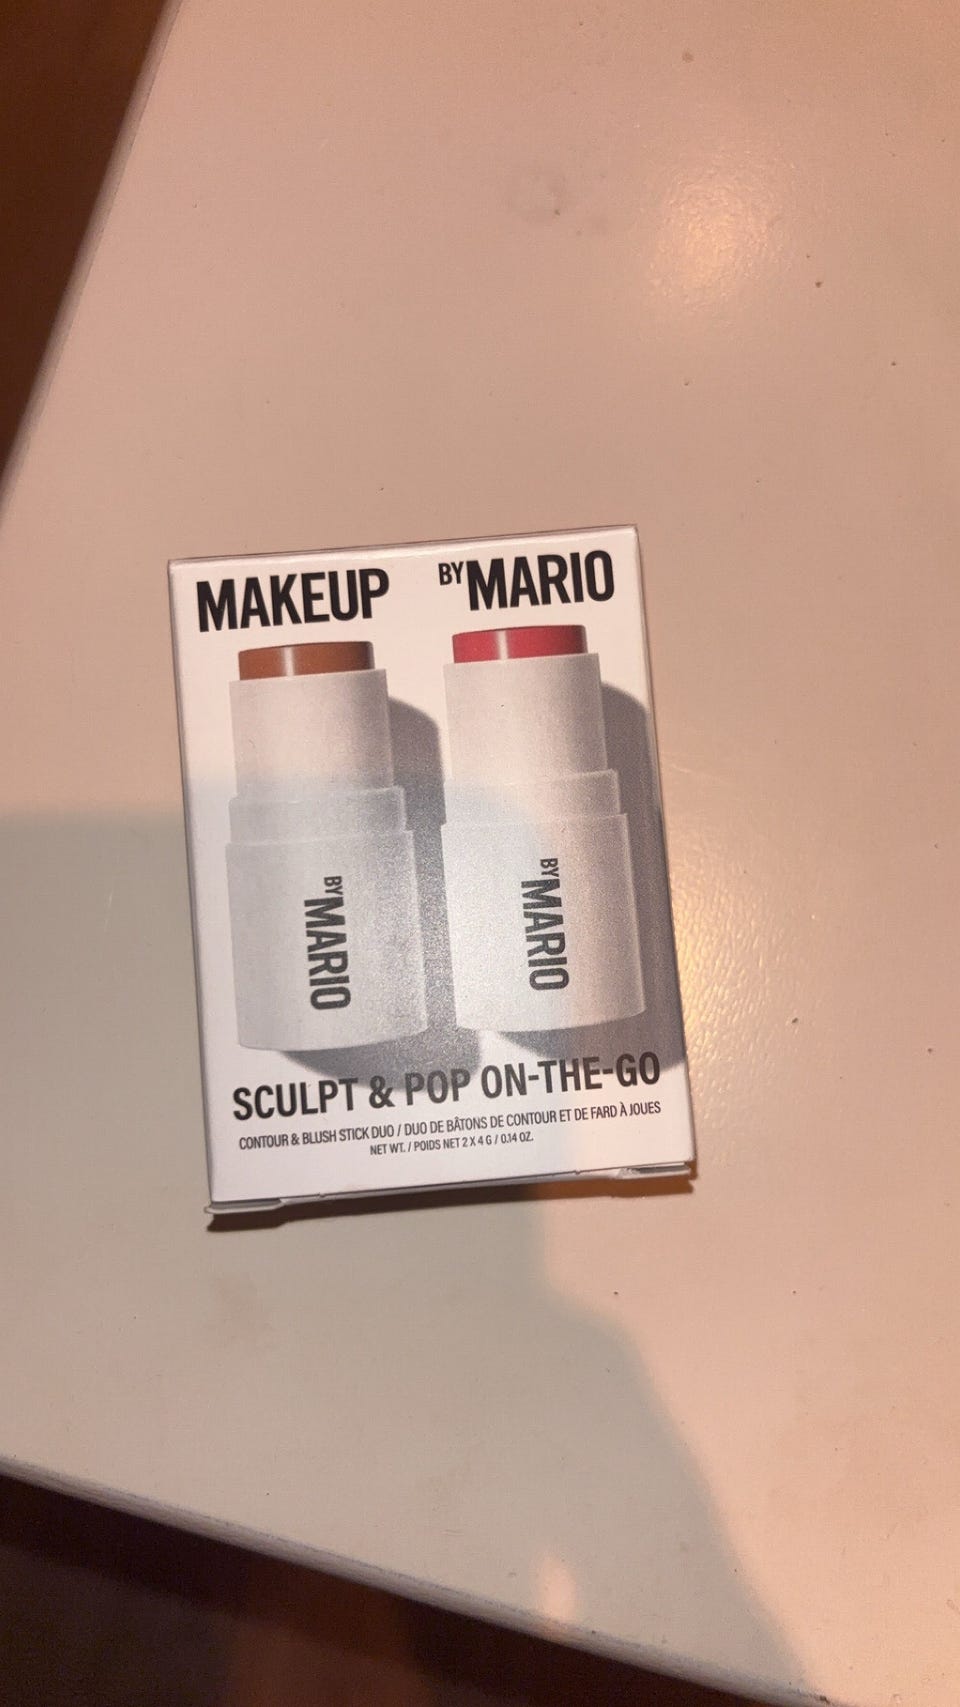 MAKEUP BY MARIO
BY MARIO
BY MARIO
SCULPT & POP ON-THE-GO
CONTOUR & BLUSH STICK DUO / DUO DE BÂTONS DE CONTOUR ET DE FARD À JOUES
NET WT. / POIDS NET 2 X 4 G / 0.14 OZ.